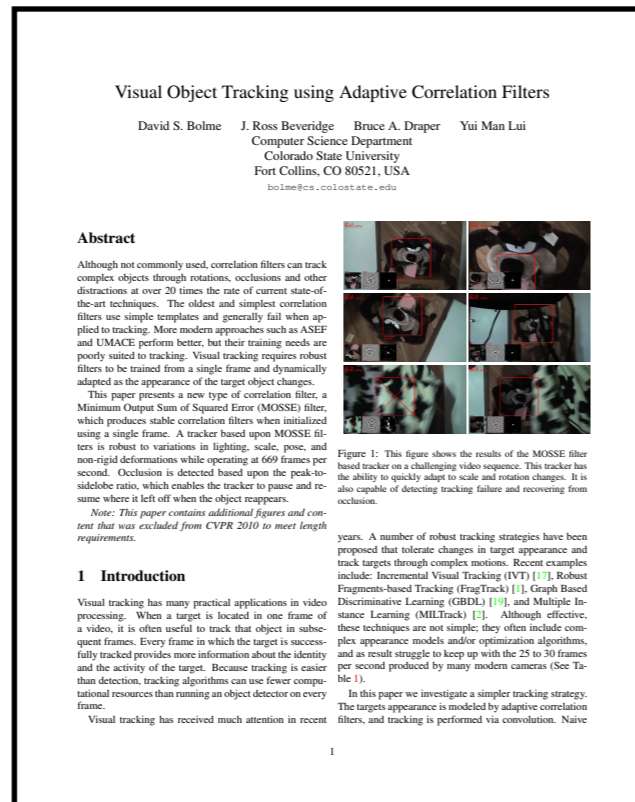 Visual Object Tracking using Adaptive Correlation Filters
David S. Bolme J. Ross Beveridge Bruce A. Draper Yui Man Lui
Computer Science Department
Colorado State University
Fort Collins, CO 80521, USA
bolme@cs.colostate.edu
Abstract
Although not commonly used, correlation filters can track
complex objects through rotations, occlusions and other
distractions at over 20 times the rate of current state-of-
the-art techniques. The oldest and simplest correlation
filters use simple templates and generally fail when ap-
plied to tracking. More modern approaches such as ASEF
and UMACE perform better, but their training needs are
poorly suited to tracking. Visual tracking requires robust
filters to be trained from a single frame and dynamically
adapted as the appearance of the target object changes.
This paper presents a new type of correlation filter, a
Minimum Output Sum of Squared Error (MOSSE) filter,
which produces stable correlation filters when initialized
using a single frame. A tracker based upon MOSSE fil-
ters is robust to variations in lighting, scale, pose, and
non-rigid deformations while operating at 669 frames per
second. Occlusion is detected based upon the peak-to-
sidelobe ratio, which enables the tracker to pause and re-
sume where it left off when the object reappears.
Note: This paper contains additional figures and con-
tent that was excluded from CVPR 2010 to meet length
requirements.
1 Introduction
Visual tracking has many practical applications in video
processing. When a target is located in one frame of
a video, it is often useful to track that object in subse-
quent frames. Every frame in which the target is success-
fully tracked provides more information about the identity
and the activity of the target. Because tracking is easier
than detection, tracking algorithms can use fewer compu-
tational resources than running an object detector on every
frame.
Visual tracking has received much attention in recent
Figure 1: This figure shows the results of the MOSSE filter
based tracker on a challenging video sequence. This tracker has
the ability to quickly adapt to scale and rotation changes. It is
also capable of detecting tracking failure and recovering from
occlusion.
years. A number of robust tracking strategies have been
proposed that tolerate changes in target appearance and
track targets through complex motions. Recent examples
include: Incremental Visual Tracking (IVT) [17], Robust
Fragments-based Tracking (FragTrack) [1], Graph Based
Discriminative Learning (GBDL) [19], and Multiple In-
stance Learning (MILTrack) [2]. Although effective,
these techniques are not simple; they often include com-
plex appearance models and/or optimization algorithms,
and as result struggle to keep up with the 25 to 30 frames
per second produced by many modern cameras (See Ta-
ble 1).
In this paper we investigate a simpler tracking strategy.
The targets appearance is modeled by adaptive correlation
filters, and tracking is performed via convolution. Naive
1